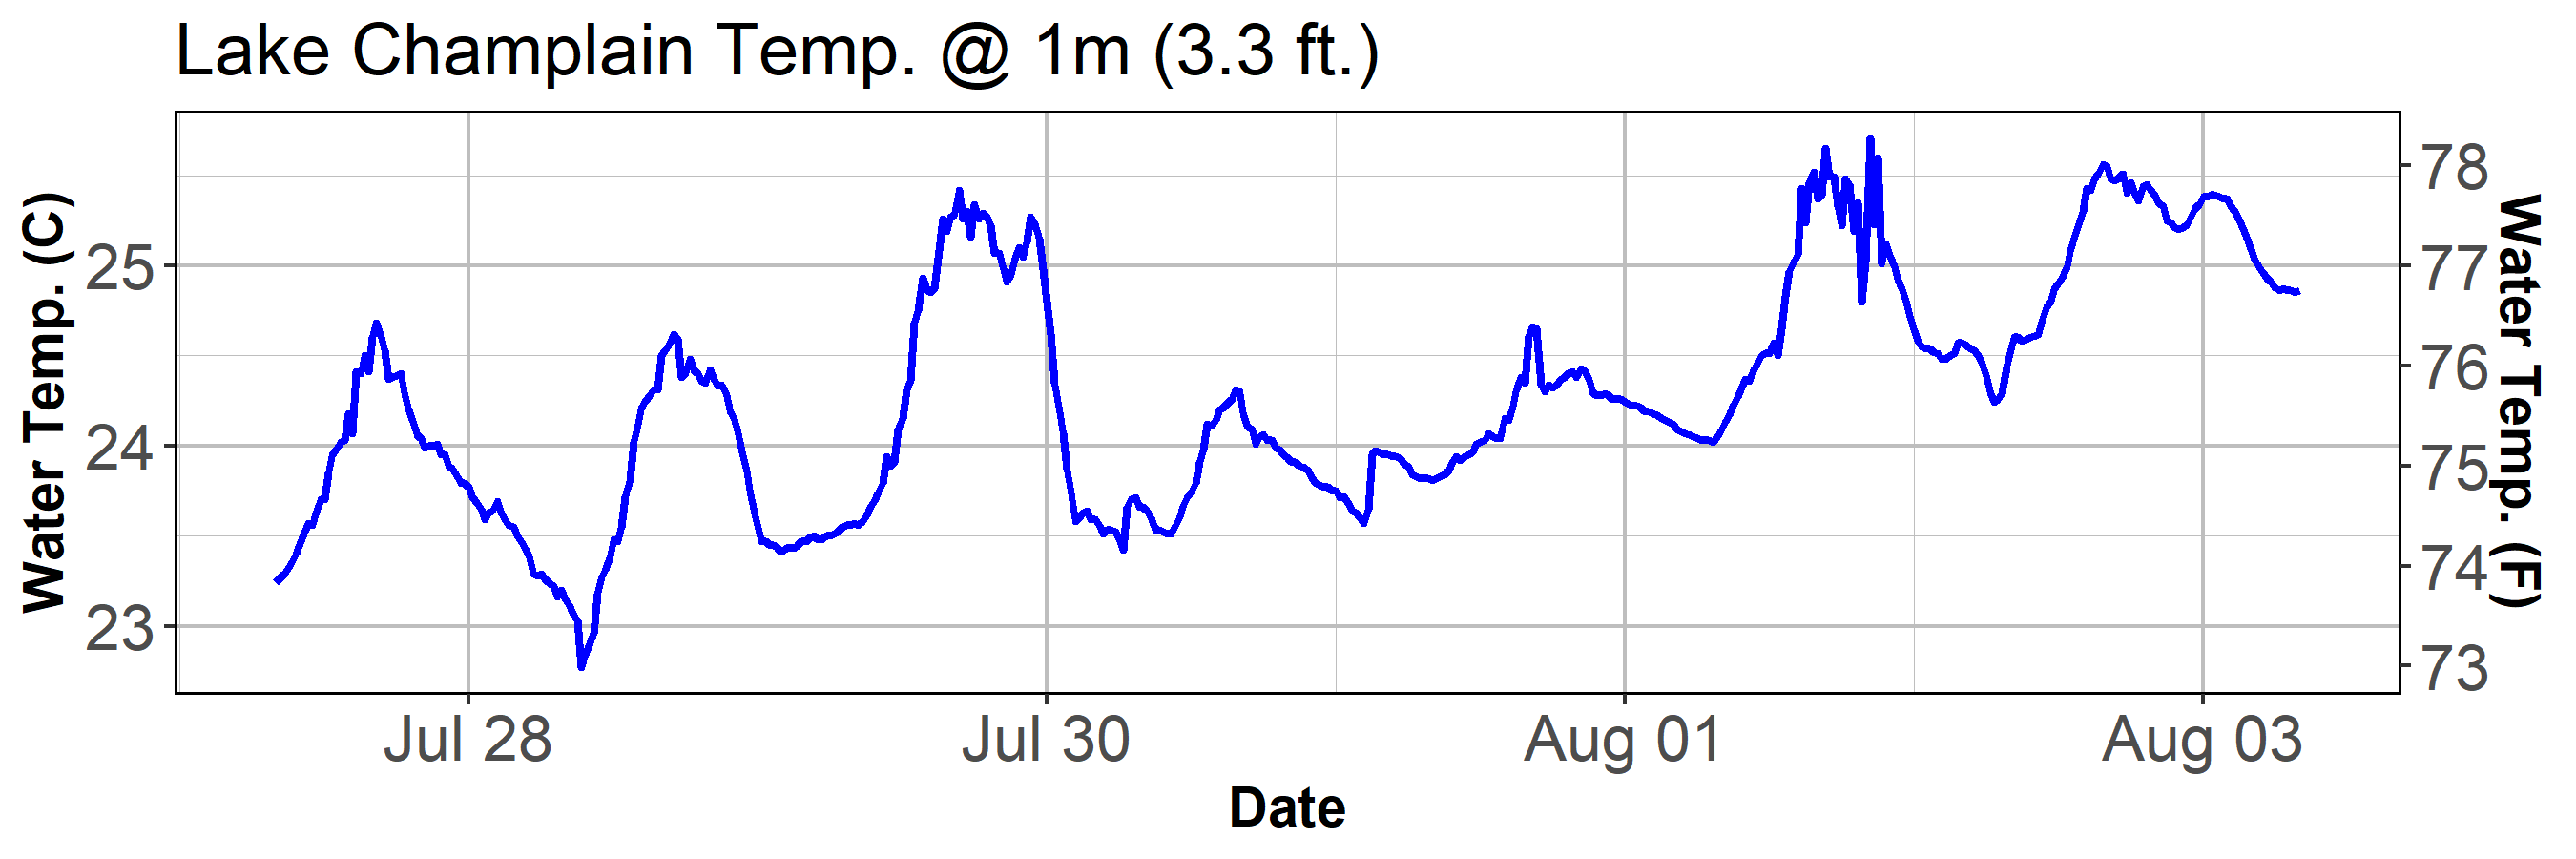 Lake Champlain Temp. @ 1m (3.3 ft.)
Water Temp. (C)
25
24
23
78
77
76
75
74
73
Water Temp. (F)
Jul 28 Jul 30 Aug 01 Aug 03
Date